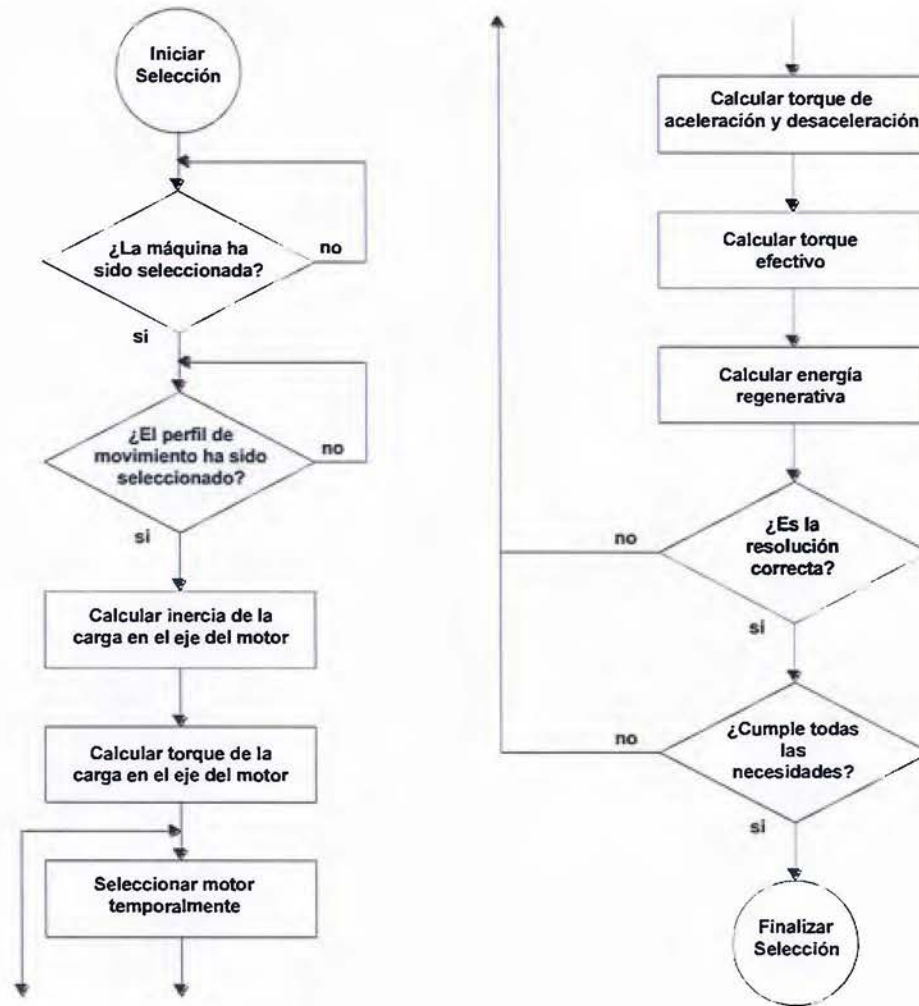 Iniciar
Selección
¿La máquina ha
sido seleccionada?
no
si
¿El perfil de
movimiento ha sido
seleccionado?
no
si
Calcular inercia de la
carga en el eje del motor
Calcular torque de la
carga en el eje del motor
Seleccionar motor
temporalmente
Calcular torque de
aceleración y desaceleración
Calcular torque
efectivo
Calcular energía
regenerativa
¿Es la
resolución
correcta?
no
si
¿Cumple todas
las
necesidades?
no
si
Finalizar
Selección